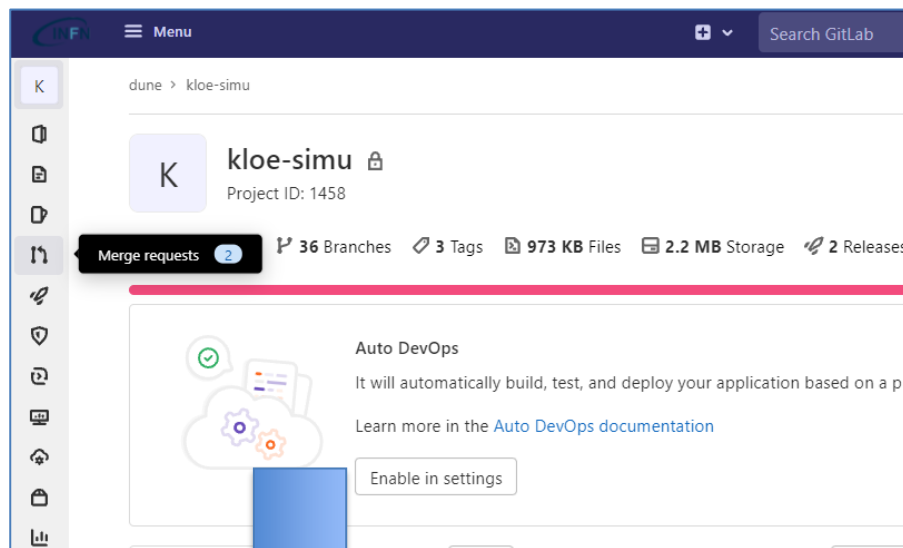 INFN
Menu
Search GitLab
K
dune > kloe-simu
K
kloe-simu
Project ID: 1458
Merge requests 2
36 Branches 3 Tags 973 KB Files 2.2 MB Storage 2 Releases
Auto DevOps
It will automatically build, test, and deploy your application based on a p
Learn more in the Auto DevOps documentation
Enable in settings